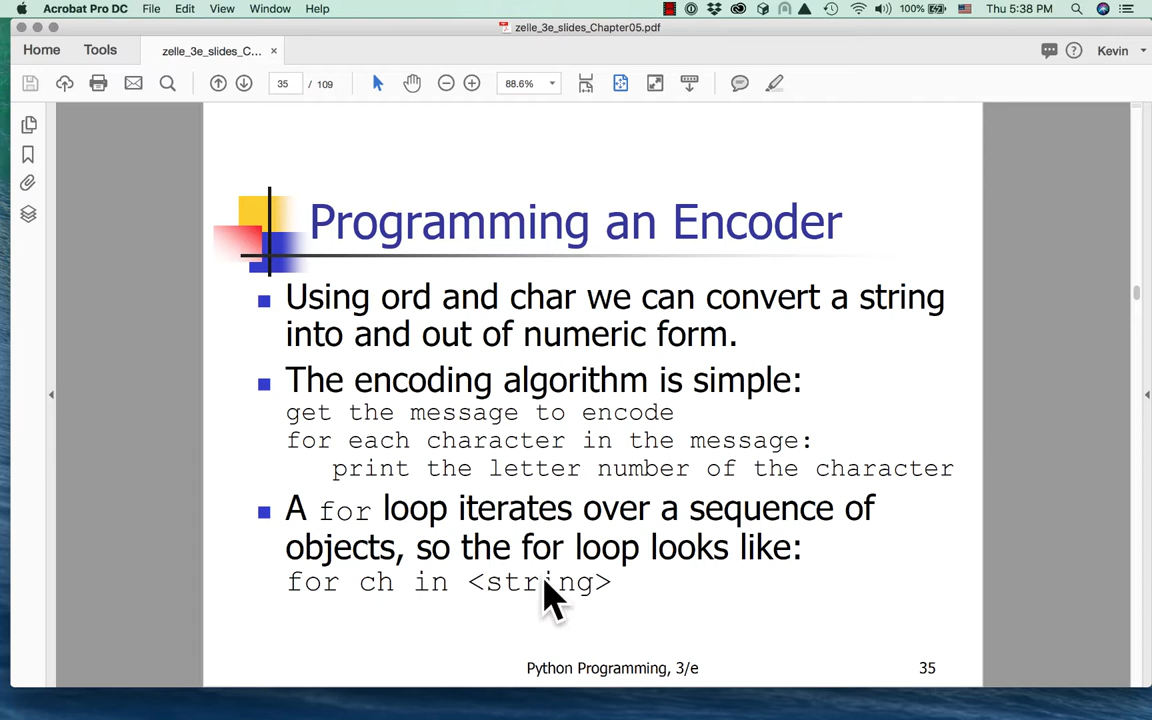 Acrobat Pro DC File Edit View Window Help 100% Thu 5:38 PM
zelle_3e_slides_Chapter05.pdf
Home Tools zelle_3e_slides_C... × ? Kevin
35 / 109 88.6%
Programming an Encoder
Using ord and char we can convert a string
into and out of numeric form.
The encoding algorithm is simple:
get the message to encode
for each character in the message:
print the letter number of the character
A for loop iterates over a sequence of
objects, so the for loop looks like:
for ch in <string>
Python Programming, 3/e 35